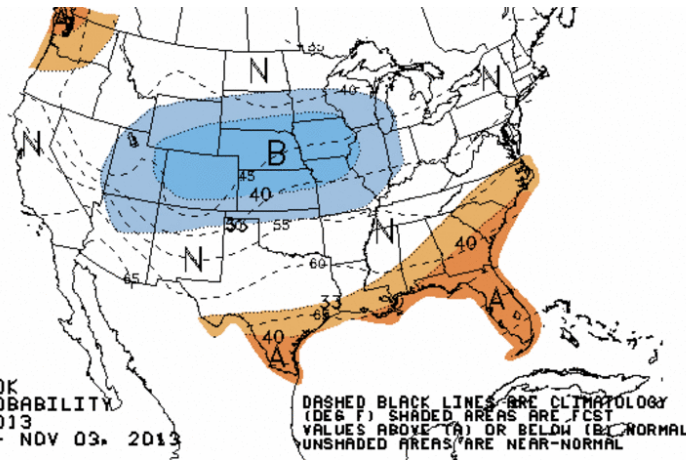 55
N
40
N
N
B
45
40
55
N
N
40
65
60
A
33
65
40
A
OK
OBABILITY
013
- NOV 03, 2013
DASHED BLACK LINES ARE CLIMATOLOGY
(DEG F) SHADED AREAS ARE FCST
VALUES ABOVE (A) OR BELOW (B) NORMAL
UNSHADED AREAS ARE NEAR-NORMAL